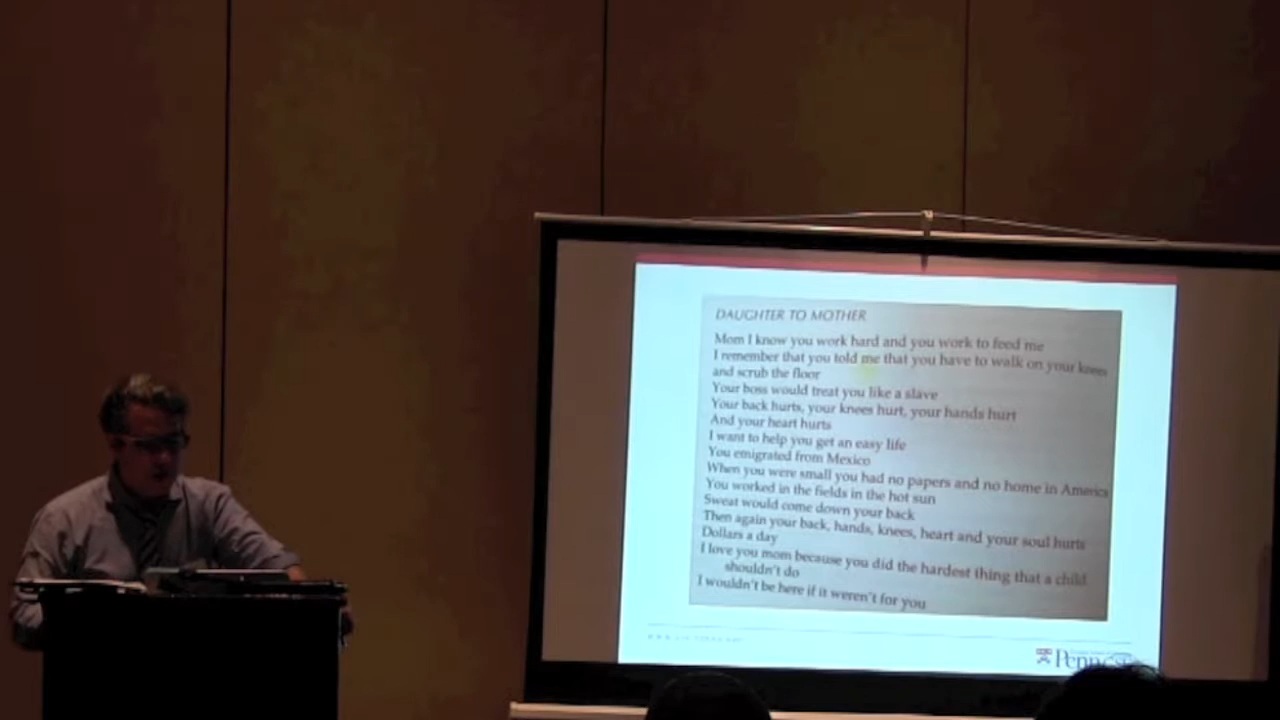 DAUGHTER TO MOTHER
Mom I know you work hard and you work to feed me
I remember that you told me that you have to walk on your knees
and scrub the floor
Your boss would treat you like a slave
Your back hurts, your knees hurt, your hands hurt
And your heart hurts
I want to help you get an easy life
You emigrated from Mexico
When you were small you had no papers and no home in America
You worked in the fields in the hot sun
Sweat would come down your back
Then again your back, hands, knees, heart and your soul hurts
Dollars a day
I love you mom because you did the hardest thing that a child
shouldn't do
I wouldn't be here if it weren't for you
Penn